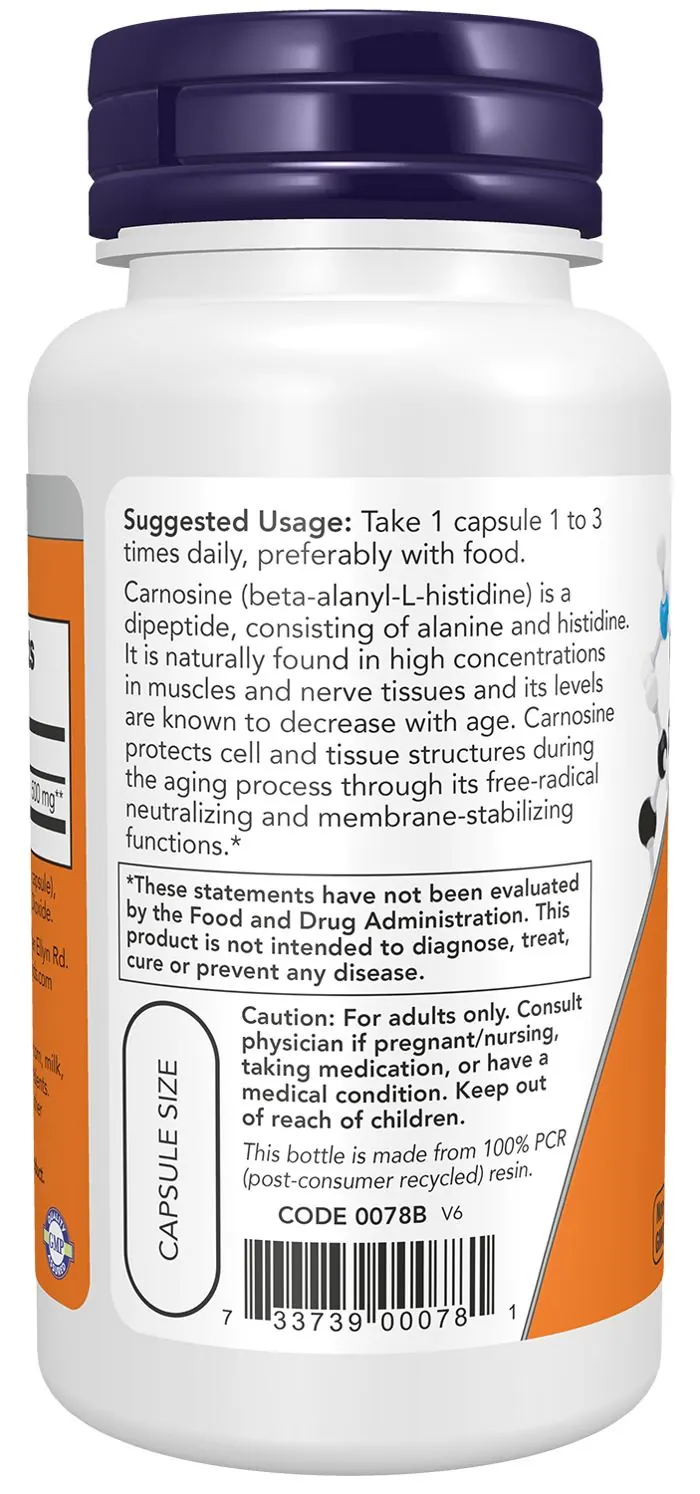 Suggested Usage: Take 1 capsule 1 to 3
times daily, preferably with food.
Carnosine (beta-alanyl-L-histidine) is a
dipeptide, consisting of alanine and histidine.
It is naturally found in high concentrations
in muscles and nerve tissues and its levels
are known to decrease with age. Carnosine
protects cell and tissue structures during
the aging process through its free-radical
neutralizing and membrane-stabilizing
functions.*
*These statements have not been evaluated
by the Food and Drug Administration. This
product is not intended to diagnose, treat,
cure or prevent any disease.
CAPSULE SIZE
Caution: For adults only. Consult
physician if pregnant/nursing,
taking medication, or have a
medical condition. Keep out
of reach of children.
This bottle is made from 100% PCR
(post-consumer recycled) resin.
CODE 0078B V6
7 33739 00078 1
mg**
Ellyn Rd.
milk,
QUALITY
GMP